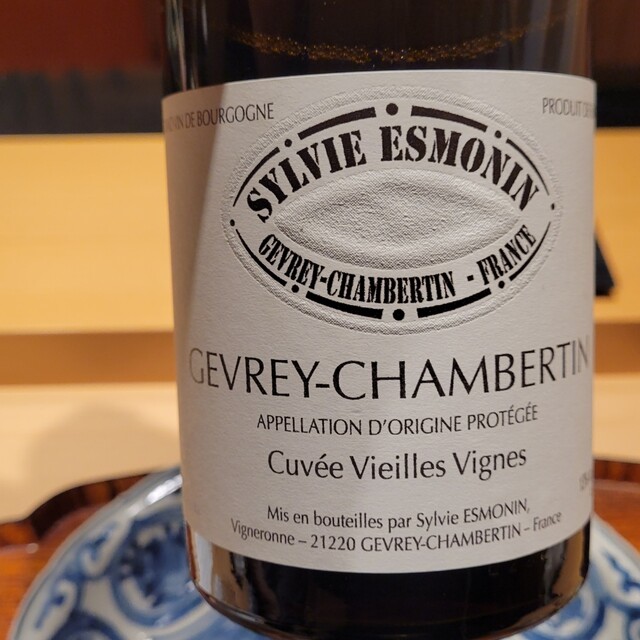 VIN DE BOURGOGNE
PRODUIT DE
SYLVIE ESMONIN
GEVREY-CHAMBERTIN - FRANCE
GEVREY-CHAMBERTIN
APPELLATION D'ORIGINE PROTÉGÉE
Cuvée Vieilles Vignes
Mis en bouteilles par Sylvie ESMONIN,
Vigneronne – 21220 GEVREY-CHAMBERTIN – France